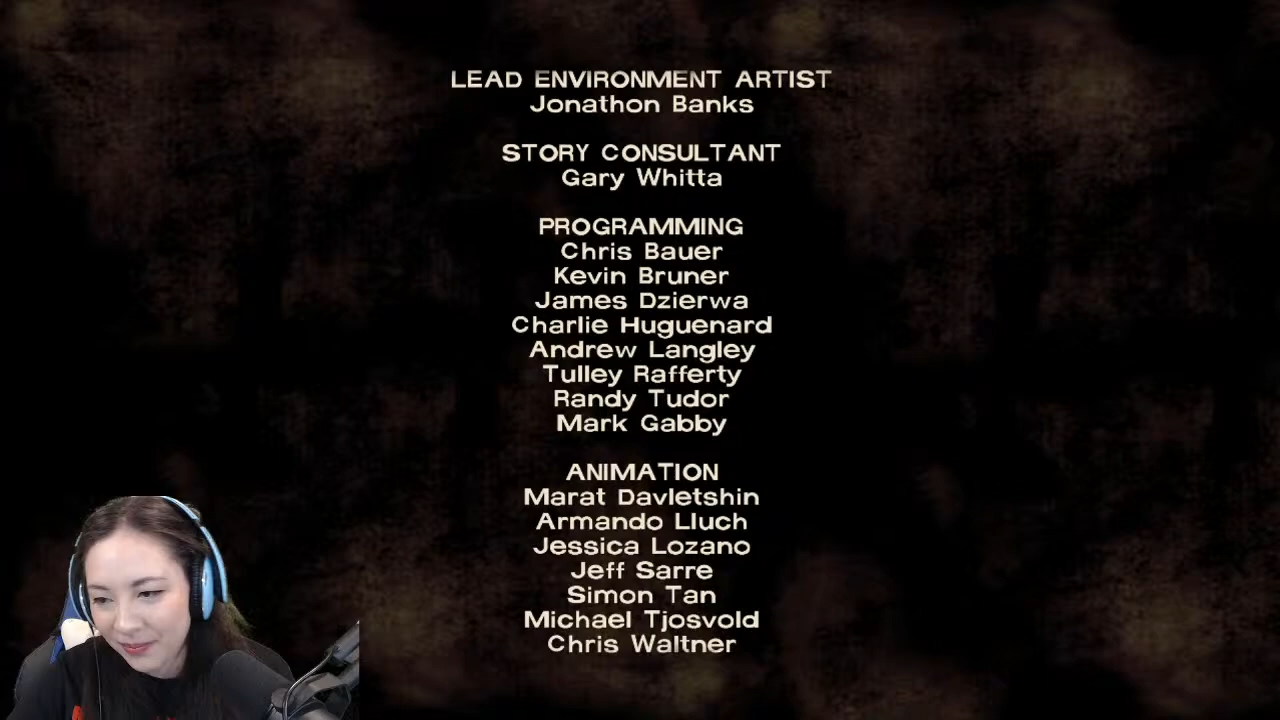 LEAD ENVIRONMENT ARTIST
Jonathon Banks
STORY CONSULTANT
Gary Whitta
PROGRAMMING
Chris Bauer
Kevin Bruner
James Dzierwa
Charlie Huguenard
Andrew Langley
Tulley Rafferty
Randy Tudor
Mark Gabby
ANIMATION
Marat Davletshin
Armando Lluch
Jessica Lozano
Jeff Sarre
Simon Tan
Michael Tjosvold
Chris Waltner